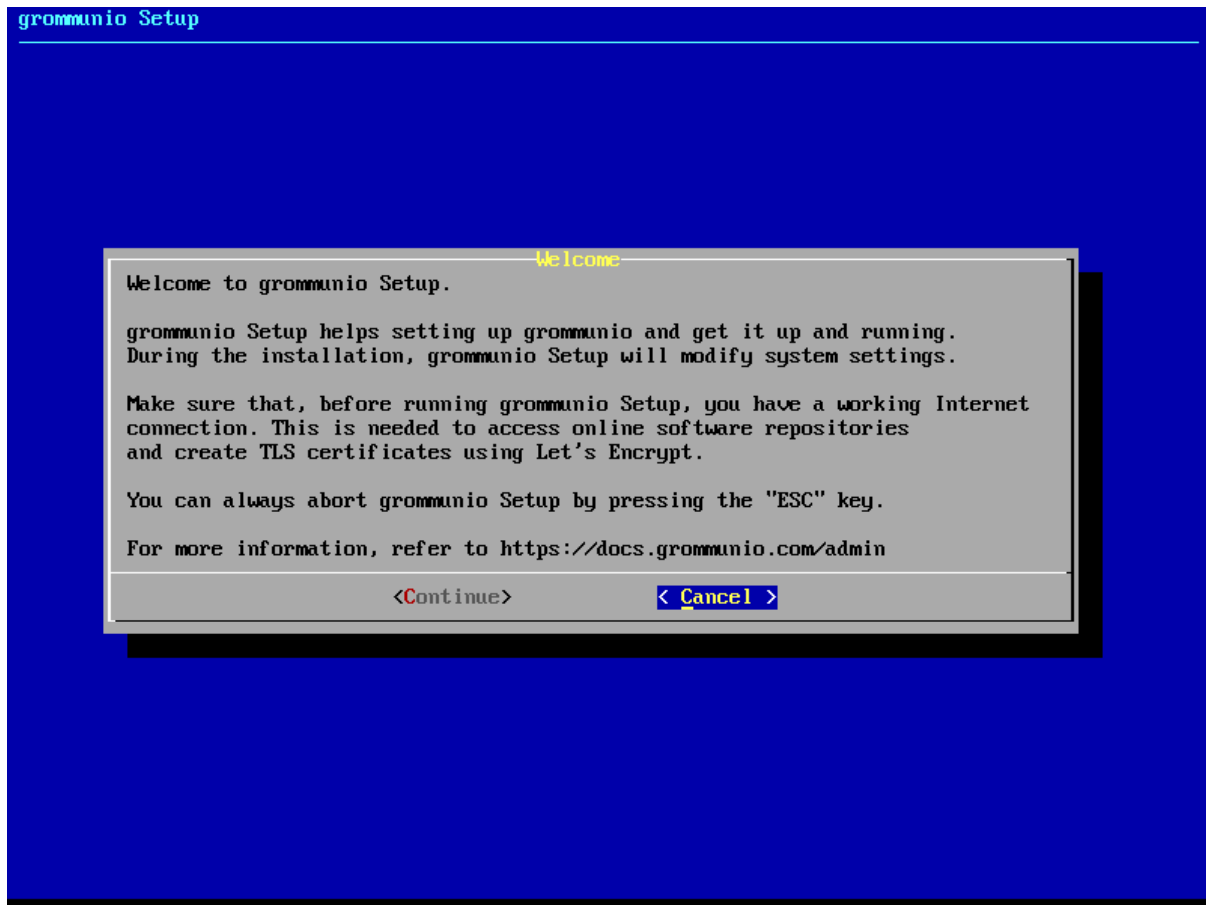 grommunio Setup
Welcome
Welcome to grommunio Setup.
grommunio Setup helps setting up grommunio and get it up and running.
During the installation, grommunio Setup will modify system settings.
Make sure that, before running grommunio Setup, you have a working Internet
connection. This is needed to access online software repositories
and create TLS certificates using Let's Encrypt.
You can always abort grommunio Setup by pressing the "ESC" key.
For more information, refer to https://docs.grommunio.com/admin
<Continue> < Cancel >